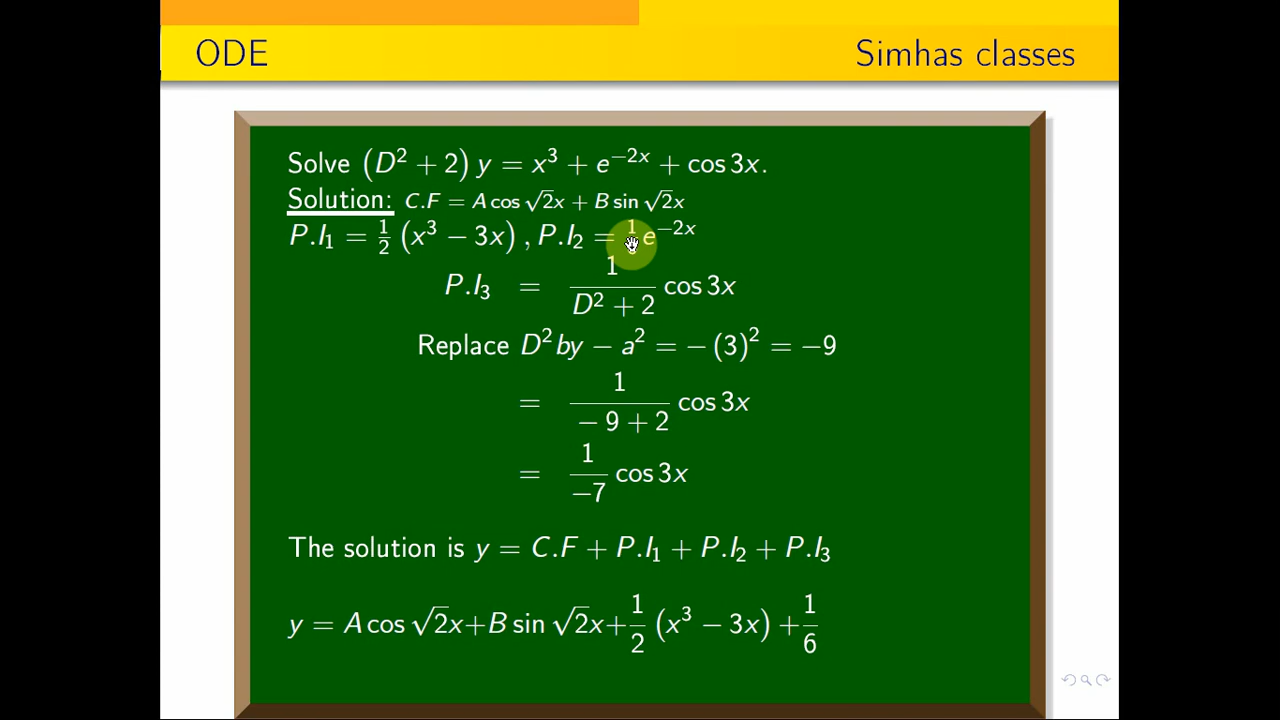 ODE Simhas classes
Solve (D² + 2) y = x³ + e⁻²ˣ + cos 3x.
Solution: C.F = A cos √2x + B sin √2x
P.I₁ = 1/2 (x³ − 3x) , P.I₂ = 1/ e⁻²ˣ
P.I₃ = 1/(D² + 2) cos 3x
Replace D² by − a² = − (3)² = −9
= 1/(− 9 + 2) cos 3x
= 1/−7 cos 3x
The solution is y = C.F + P.I₁ + P.I₂ + P.I₃
y = A cos √2x+B sin √2x+ 1/2 (x³ − 3x) + 1/6